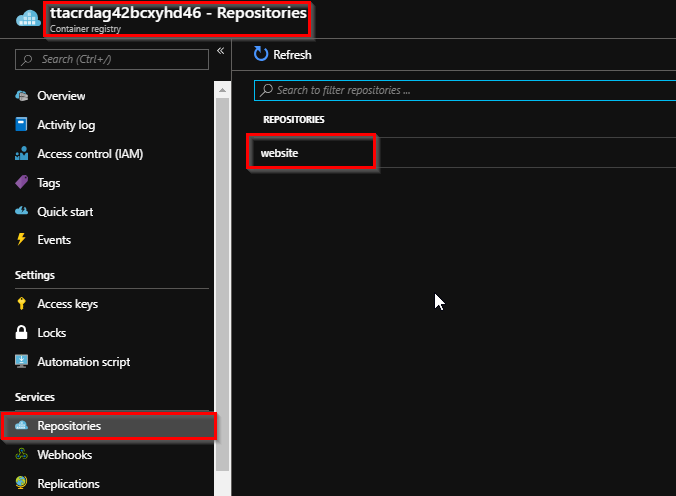 ttacrdag42bcxyhd46 - Repositories
Container registry
Search (Ctrl+/)
«
Overview
Activity log
Access control (IAM)
Tags
Quick start
Events
Settings
Access keys
Locks
Automation script
Services
Repositories
Webhooks
Replications
Refresh
Search to filter repositories ...
REPOSITORIES
website